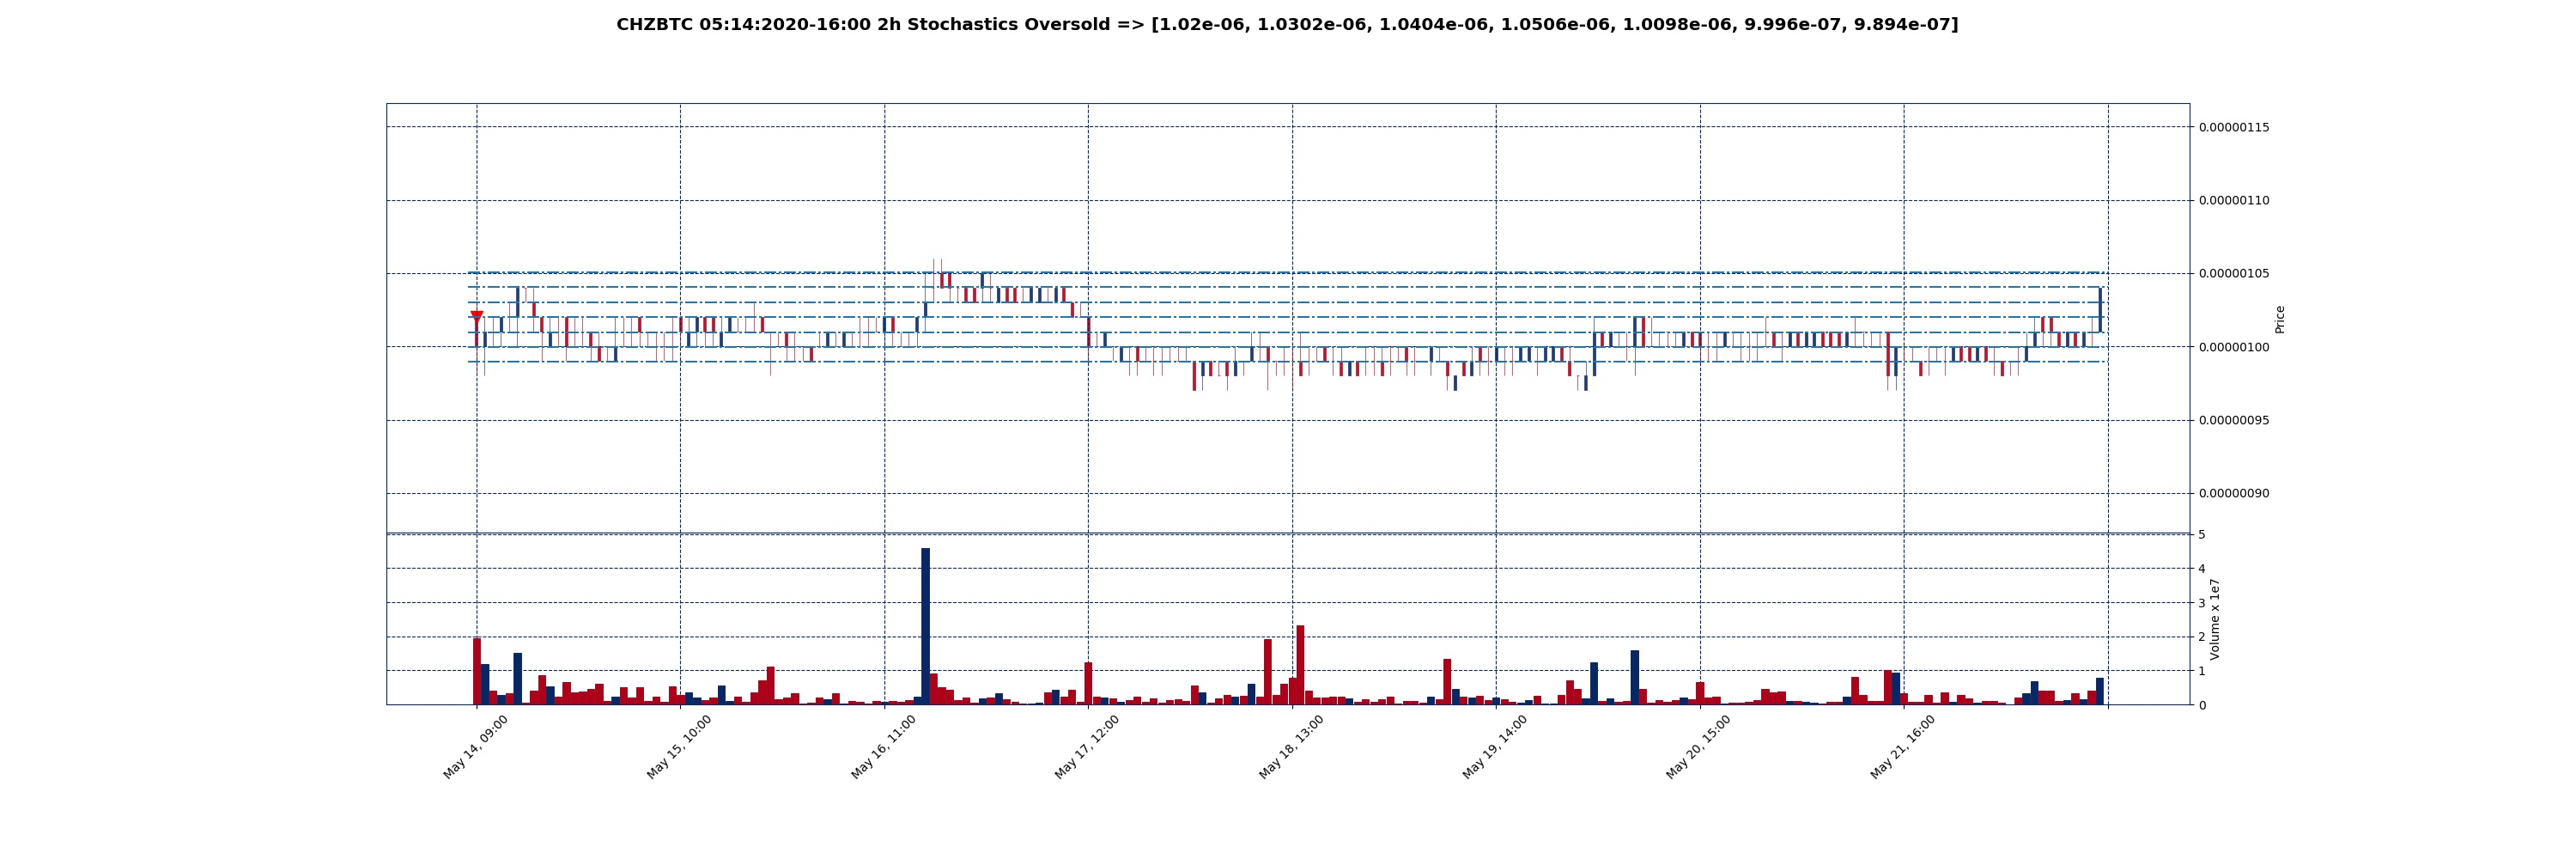 CHZBTC 05:14:2020-16:00 2h Stochastics Oversold => [1.02e-06, 1.0302e-06, 1.0404e-06, 1.0506e-06, 1.0098e-06, 9.996e-07, 9.894e-07]
0.00000115
0.00000110
0.00000105
0.00000100
0.00000095
0.00000090
Price
5
4
3
2
1
0
Volume x 1e7
May 14, 09:00
May 15, 10:00
May 16, 11:00
May 17, 12:00
May 18, 13:00
May 19, 14:00
May 20, 15:00
May 21, 16:00